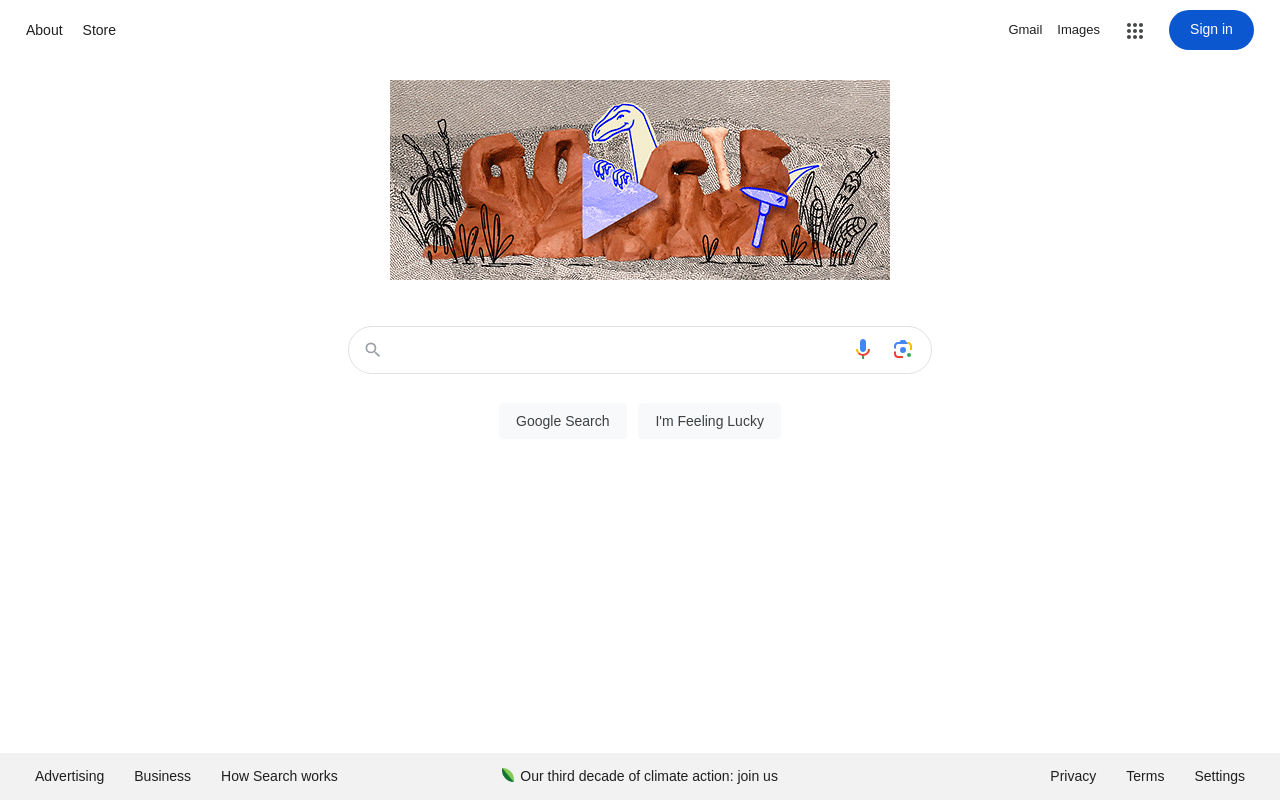 About Store Gmail Images Sign in
Google
Google Search I'm Feeling Lucky
Advertising Business How Search works Our third decade of climate action: join us Privacy Terms Settings